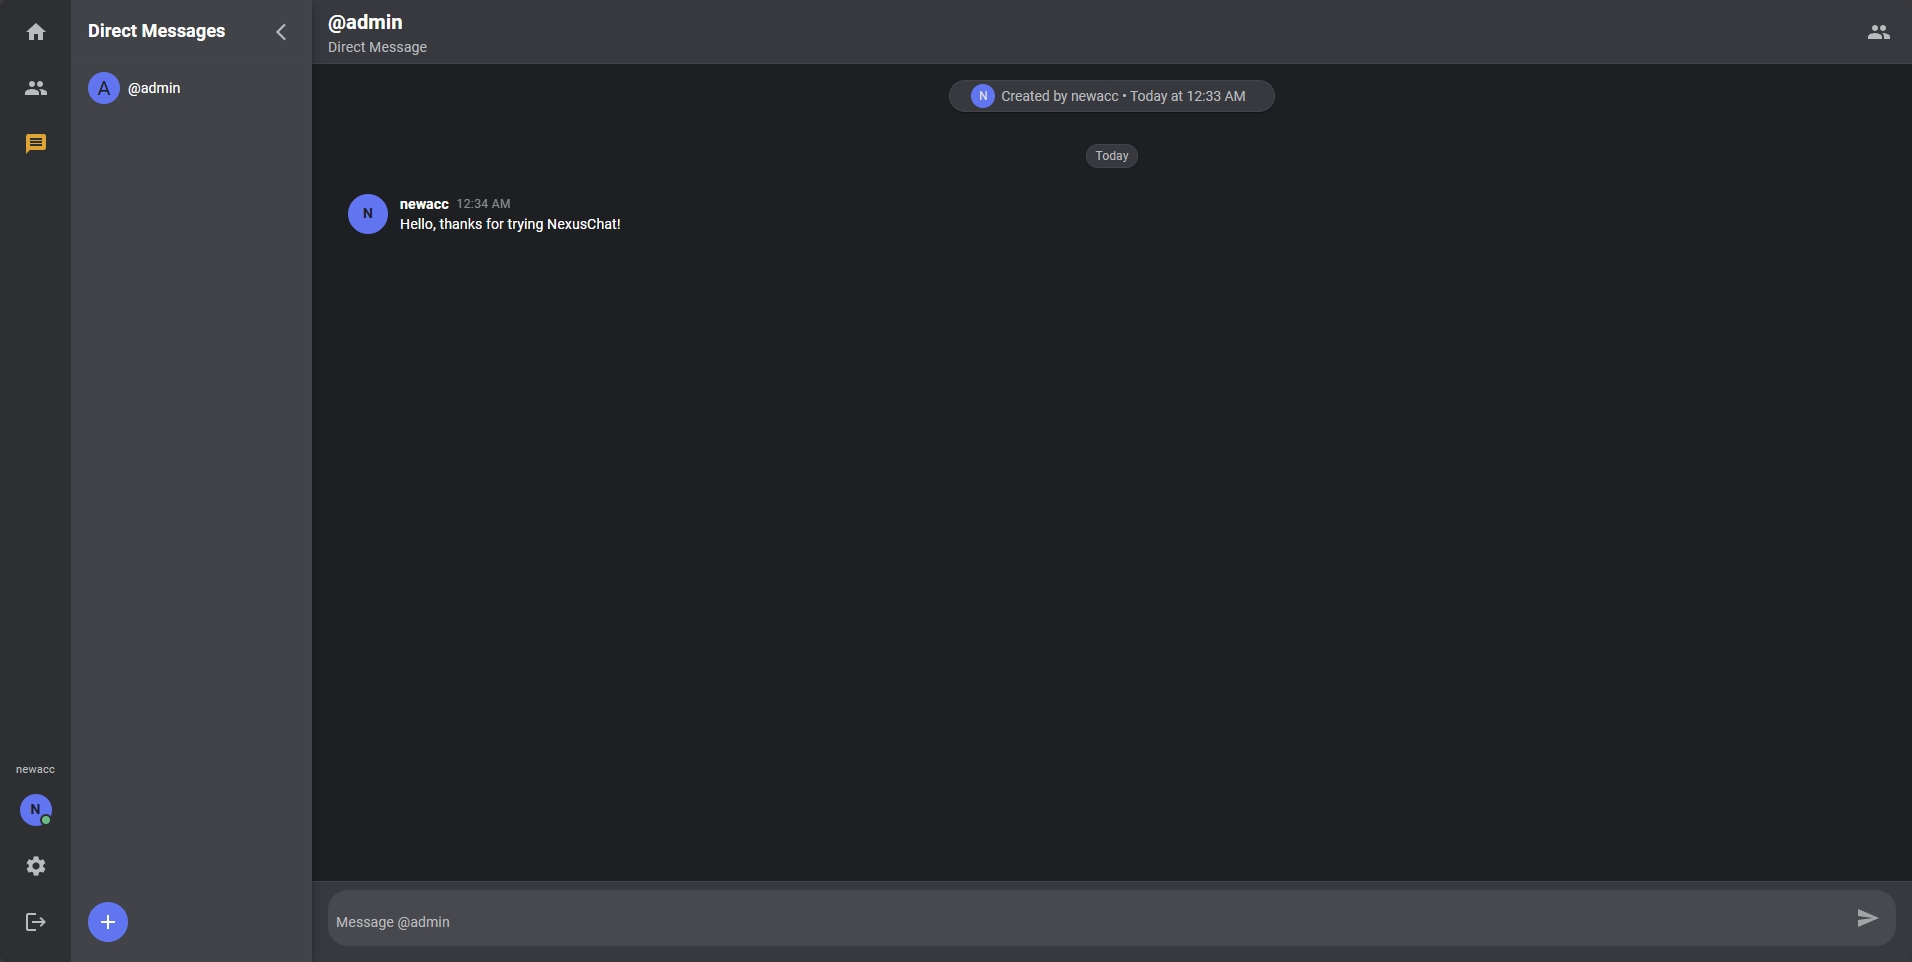 Direct Messages
A @admin
newacc
N
@admin
Direct Message
N Created by newacc • Today at 12:33 AM
Today
N
newacc 12:34 AM
Hello, thanks for trying NexusChat!
Message @admin